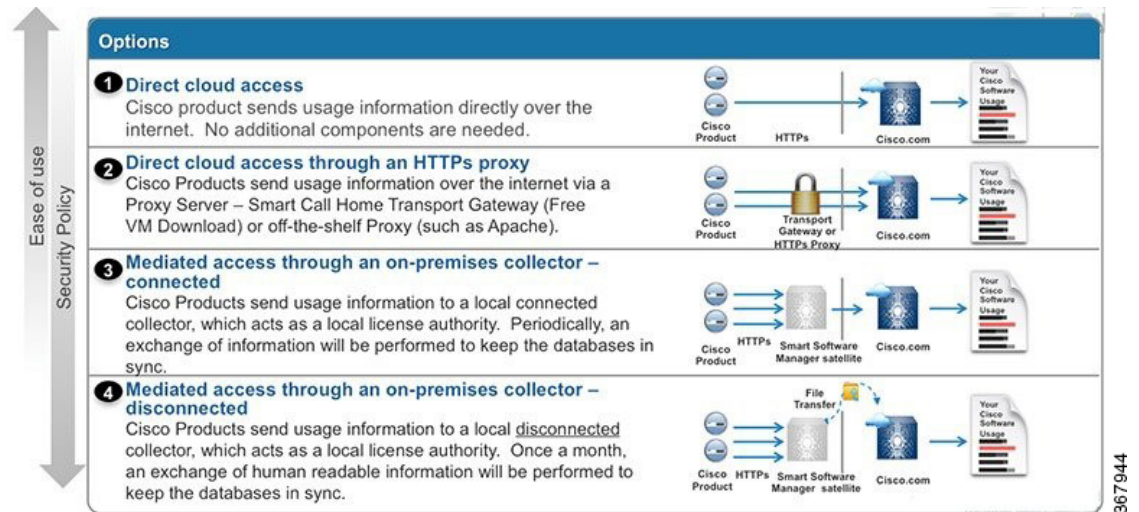 Ease of use
Security Policy
Options
1 Direct cloud access
Cisco product sends usage information directly over the
internet. No additional components are needed.
Cisco
Product
HTTPs
Cisco.com
Your
Cisco
Software
Usage
2 Direct cloud access through an HTTPs proxy
Cisco Products send usage information over the internet via a
Proxy Server – Smart Call Home Transport Gateway (Free
VM Download) or off-the-shelf Proxy (such as Apache).
Cisco
Product
Transport
Gateway or
HTTPs Proxy
Cisco.com
Your
Cisco
Software
Usage
3 Mediated access through an on-premises collector –
connected
Cisco Products send usage information to a local connected
collector, which acts as a local license authority. Periodically, an
exchange of information will be performed to keep the databases in
sync.
Cisco
Product
HTTPs
Smart Software
Manager satellite
Cisco.com
Your
Cisco
Software
Usage
4 Mediated access through an on-premises collector –
disconnected
Cisco Products send usage information to a local disconnected
collector, which acts as a local license authority. Once a month,
an exchange of human readable information will be performed to
keep the databases in sync.
File
Transfer
Cisco
Product
HTTPs
Smart Software
Manager satellite
Cisco.com
Your
Cisco
Software
Usage
367944